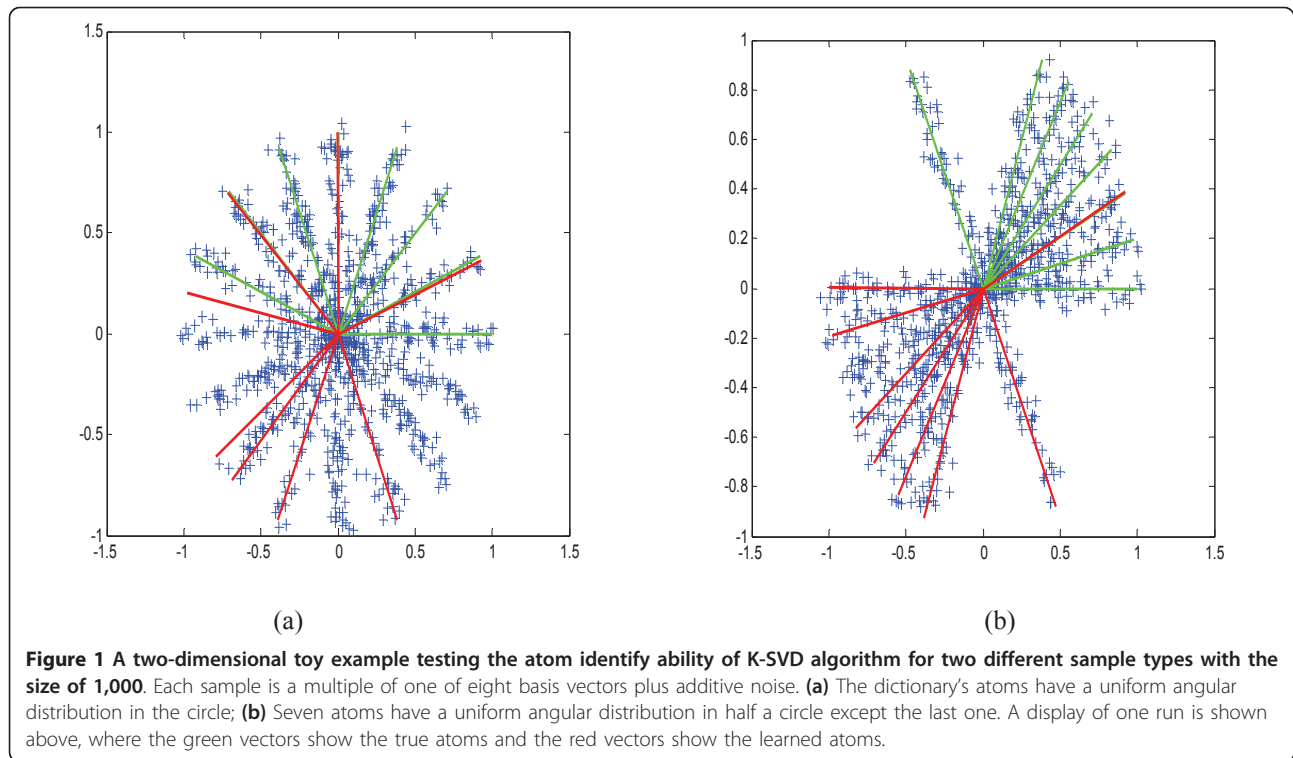 1.5
1
0.5
0
-0.5
-1
-1.5 -1 -0.5 0 0.5 1 1.5
(a)
1
0.8
0.6
0.4
0.2
0
-0.2
-0.4
-0.6
-0.8
-1
-1.5 -1 -0.5 0 0.5 1 1.5
(b)
Figure 1 A two-dimensional toy example testing the atom identify ability of K-SVD algorithm for two different sample types with the
size of 1,000. Each sample is a multiple of one of eight basis vectors plus additive noise. (a) The dictionary's atoms have a uniform angular
distribution in the circle; (b) Seven atoms have a uniform angular distribution in half a circle except the last one. A display of one run is shown
above, where the green vectors show the true atoms and the red vectors show the learned atoms.